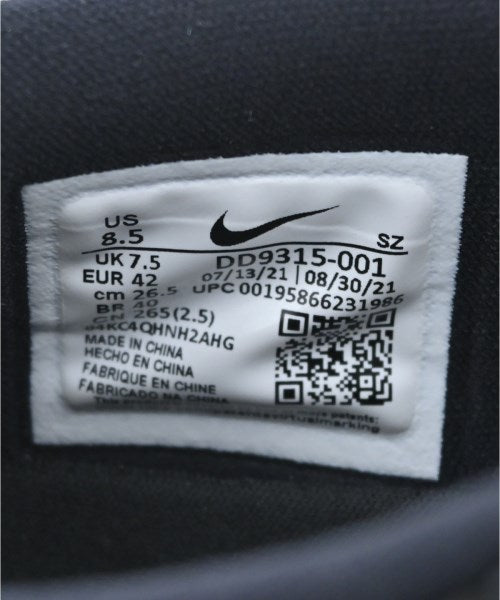 US
8.5
SZ
UK 7.5
DD9315-001
EUR 42
07/13/21 | 08/30/21
cm 26.5
UPC 00195866231986
BR 40
CN 265(2.5)
MADE IN CHINA
HECHO EN CHINA
FABRIQUE EN CHINE
FABRICADO NA CHINA
more patents: